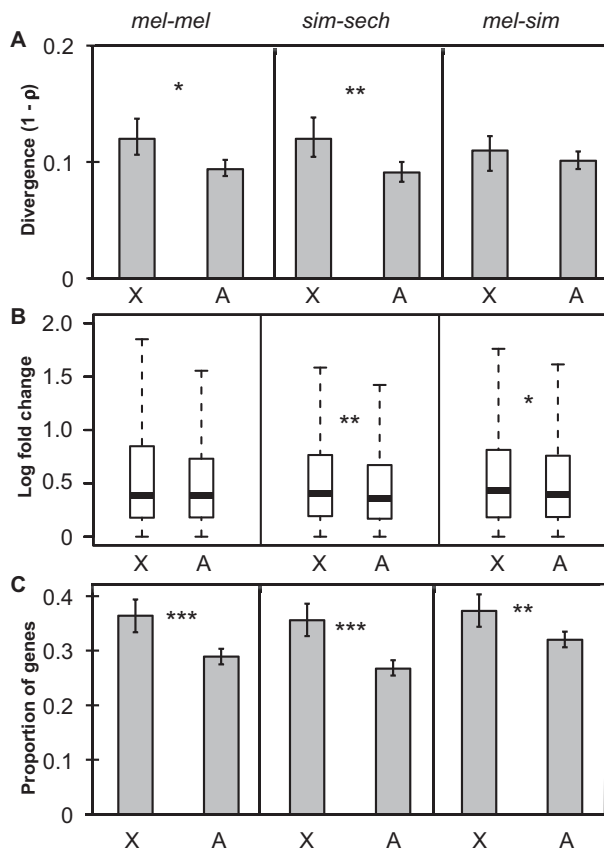 mel-mel sim-sech mel-sim
A
Divergence (1 - ρ)
0.2
0.1
0
* **
X A X A X A
B
Log fold change
2.0
1.5
1.0
0.5
0
** *
X A X A X A
C
Proportion of genes
0.4
0.3
0.2
0.1
0
*** *** **
X A X A X A